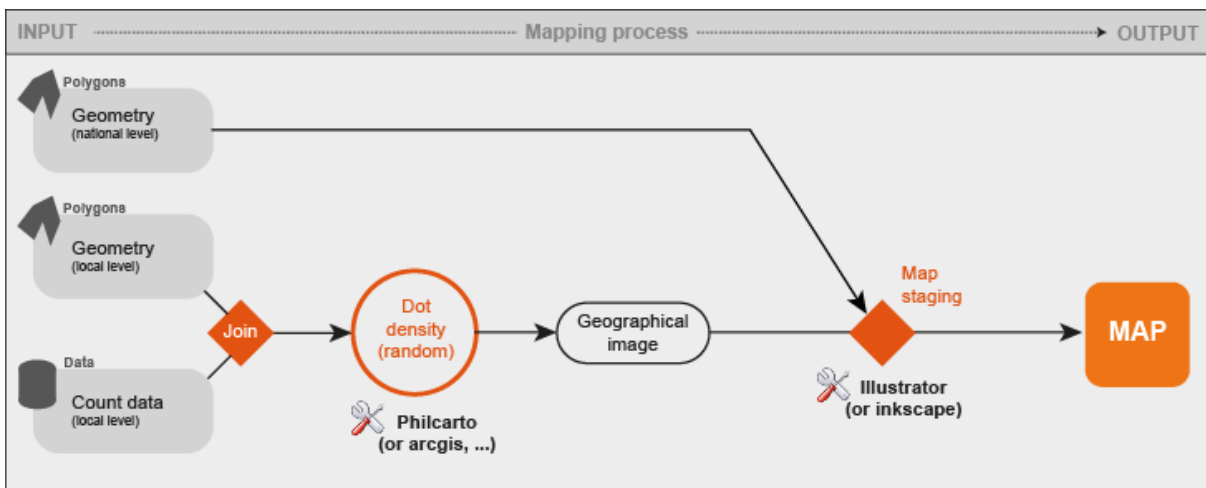 INPUT
Mapping process
OUTPUT
Polygons
Geometry
(national level)
Polygons
Geometry
(local level)
Join
Data
Count data
(local level)
Dot
density
(random)
Philcarto
(or arcgis, ...)
Geographical
image
Map
staging
Illustrator
(or inkscape)
MAP